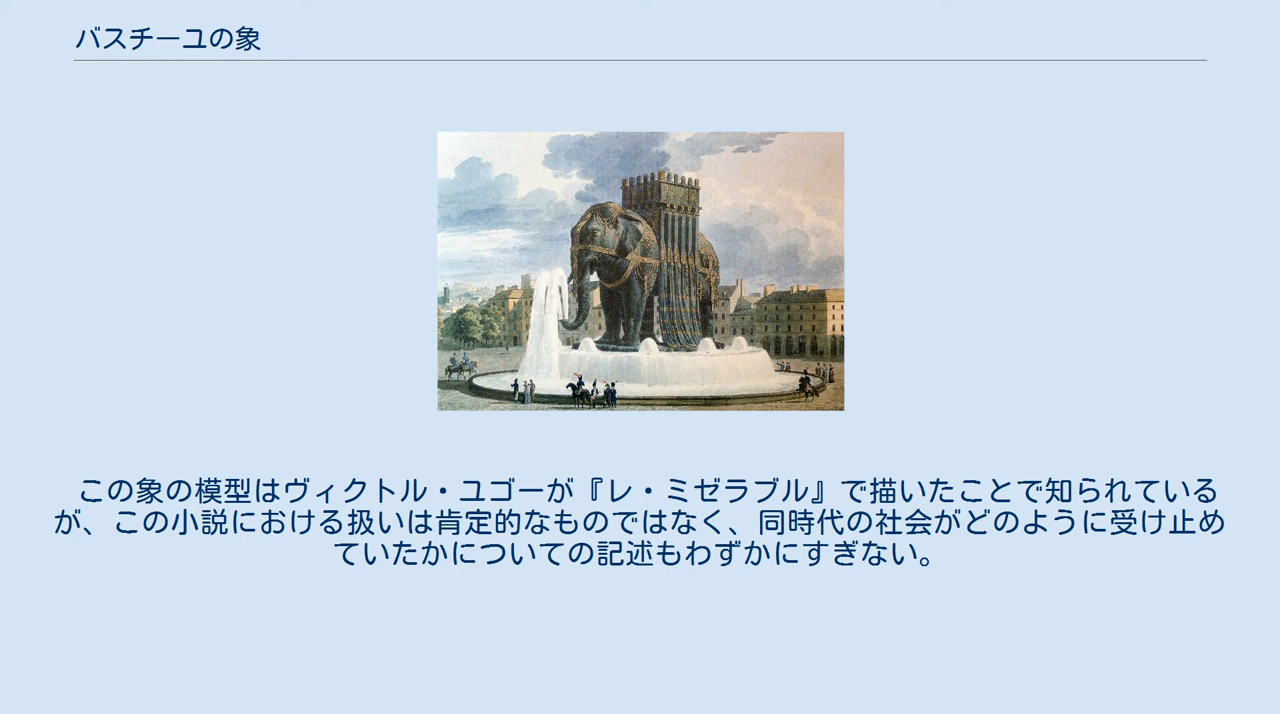 バスチーユの象
この象の模型はヴィクトル・ユゴーが『レ・ミゼラブル』で描いたことで知られている
が、この小説における扱いは肯定的なものではなく、同時代の社会がどのように受け止め
ていたかについての記述もわずかにすぎない。